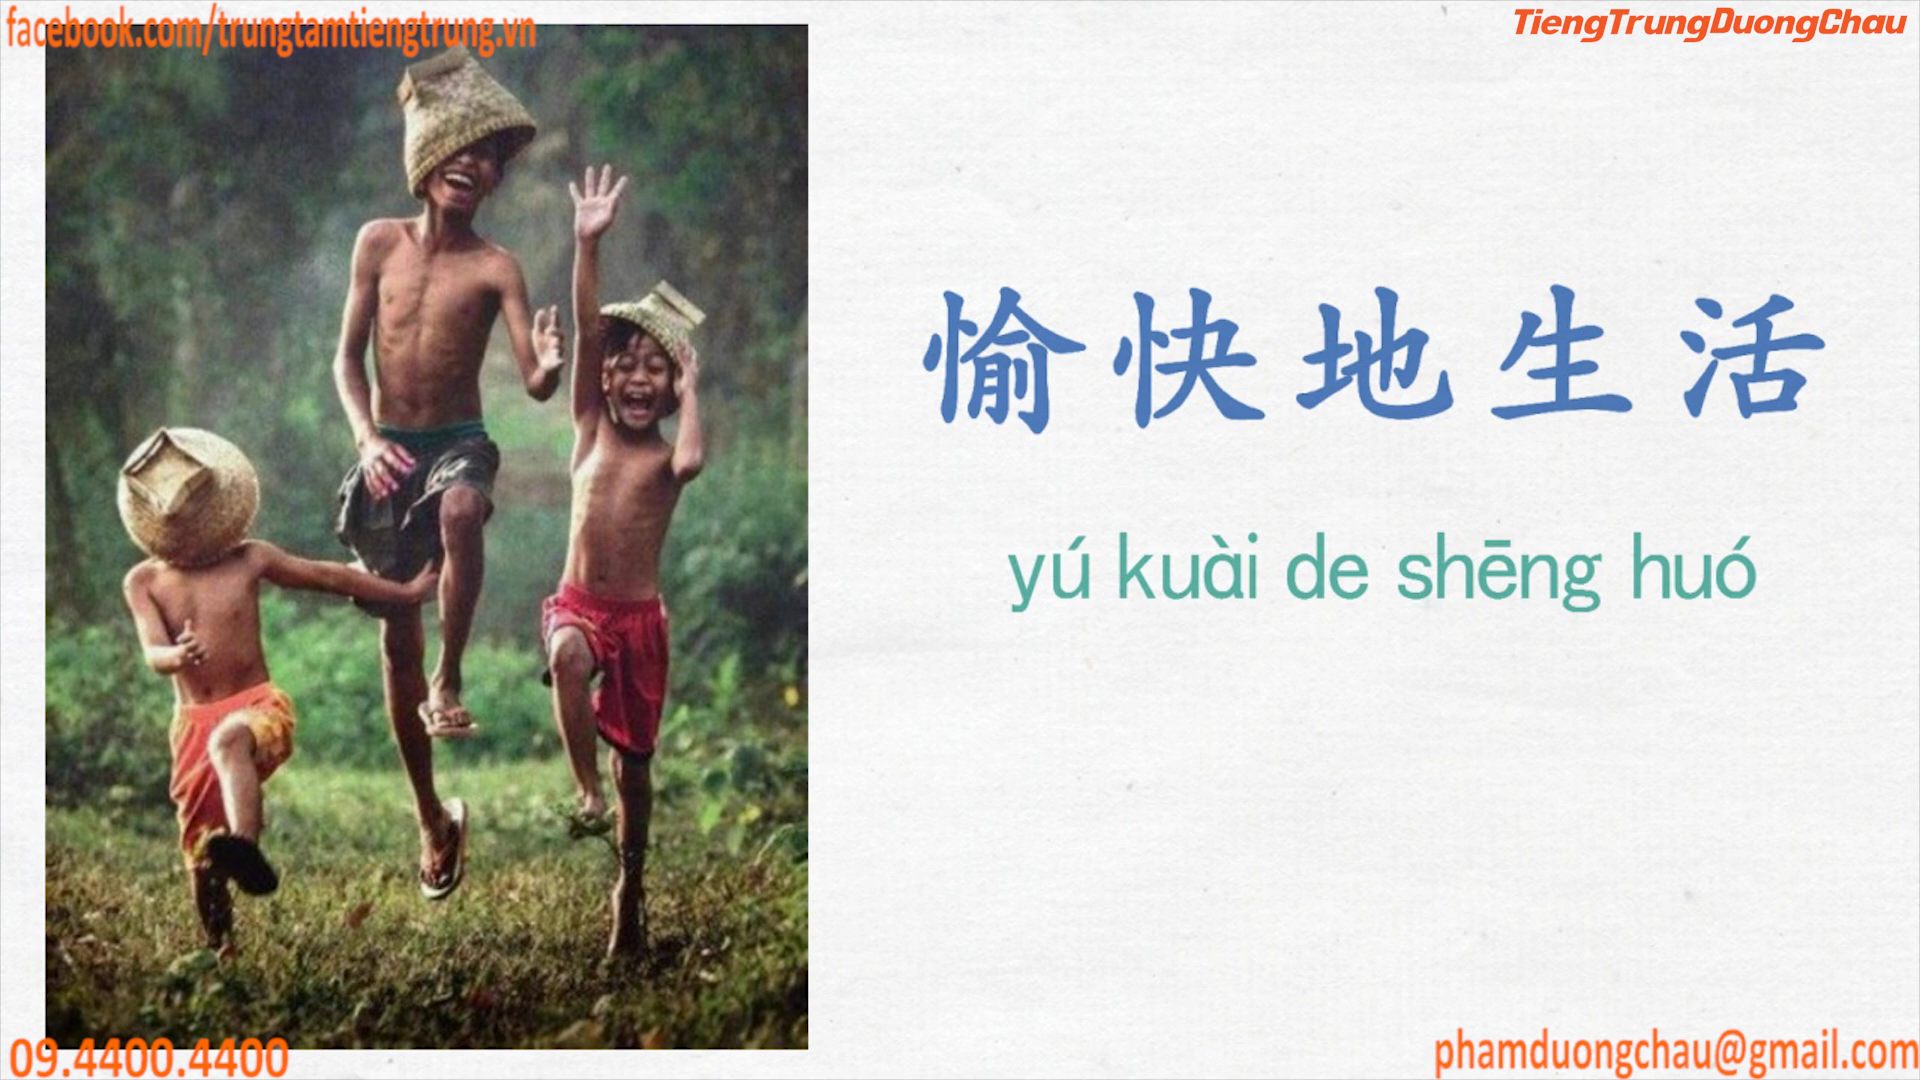 facebook.com/trungtamtiengtrung.vn
TiengTrungDuongChau
愉快地生活
yú kuài de shēng huó
09.4400.4400
phamduongchau@gmail.com